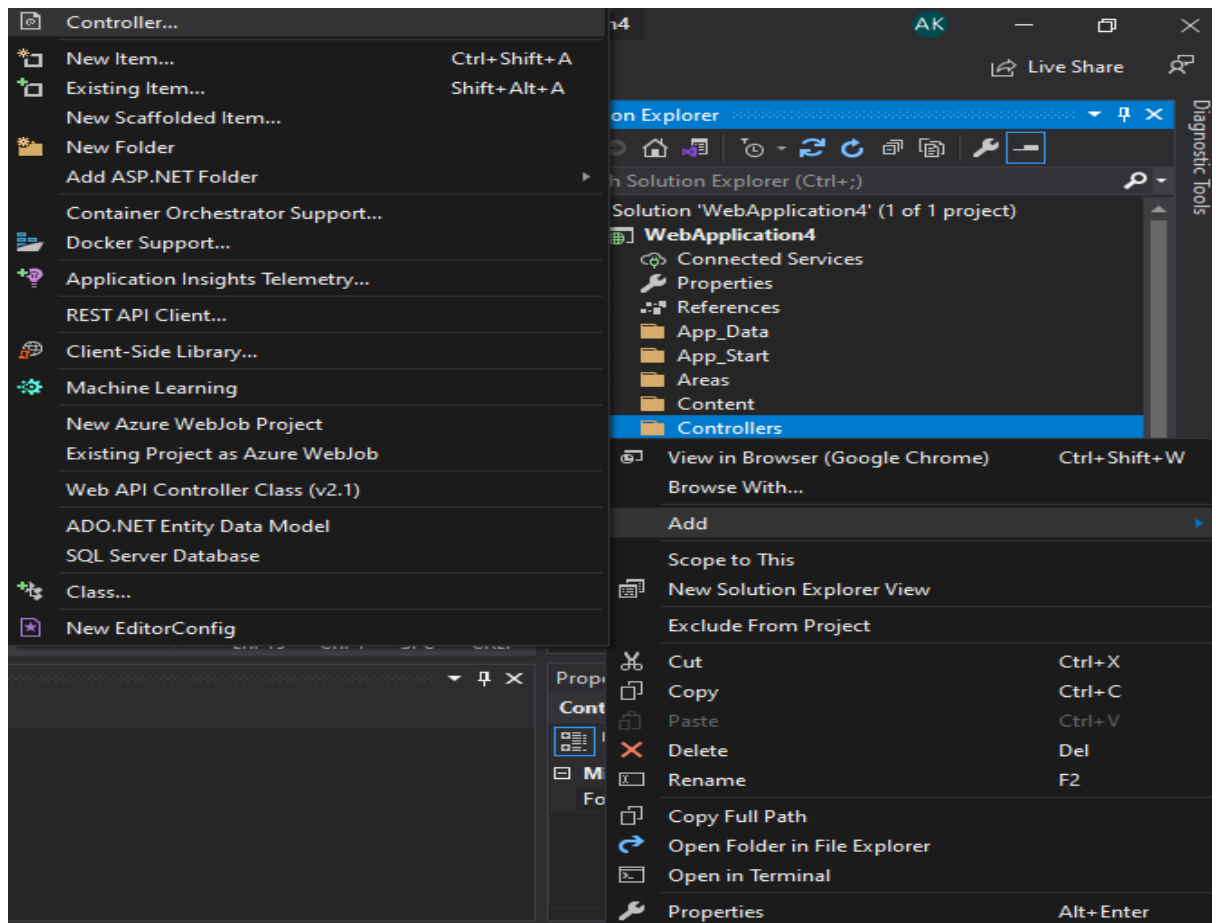 Controller...
New Item... Ctrl+Shift+A
Existing Item... Shift+Alt+A
New Scaffolded Item...
New Folder
Add ASP.NET Folder
Container Orchestrator Support...
Docker Support...
Application Insights Telemetry...
REST API Client...
Client-Side Library...
Machine Learning
New Azure WebJob Project
Existing Project as Azure WebJob
Web API Controller Class (v2.1)
ADO.NET Entity Data Model
SQL Server Database
Class...
New EditorConfig
n4 AK
Live Share
on Explorer
h Solution Explorer (Ctrl+;)
Solution 'WebApplication4' (1 of 1 project)
WebApplication4
Connected Services
Properties
References
App_Data
App_Start
Areas
Content
Controllers
Diagnostic Tools
View in Browser (Google Chrome) Ctrl+Shift+W
Browse With...
Add
Scope to This
New Solution Explorer View
Exclude From Project
Cut Ctrl+X
Copy Ctrl+C
Paste Ctrl+V
Delete Del
Rename F2
Copy Full Path
Open Folder in File Explorer
Open in Terminal
Properties Alt+Enter
Prop
Cont
Mi
Fo